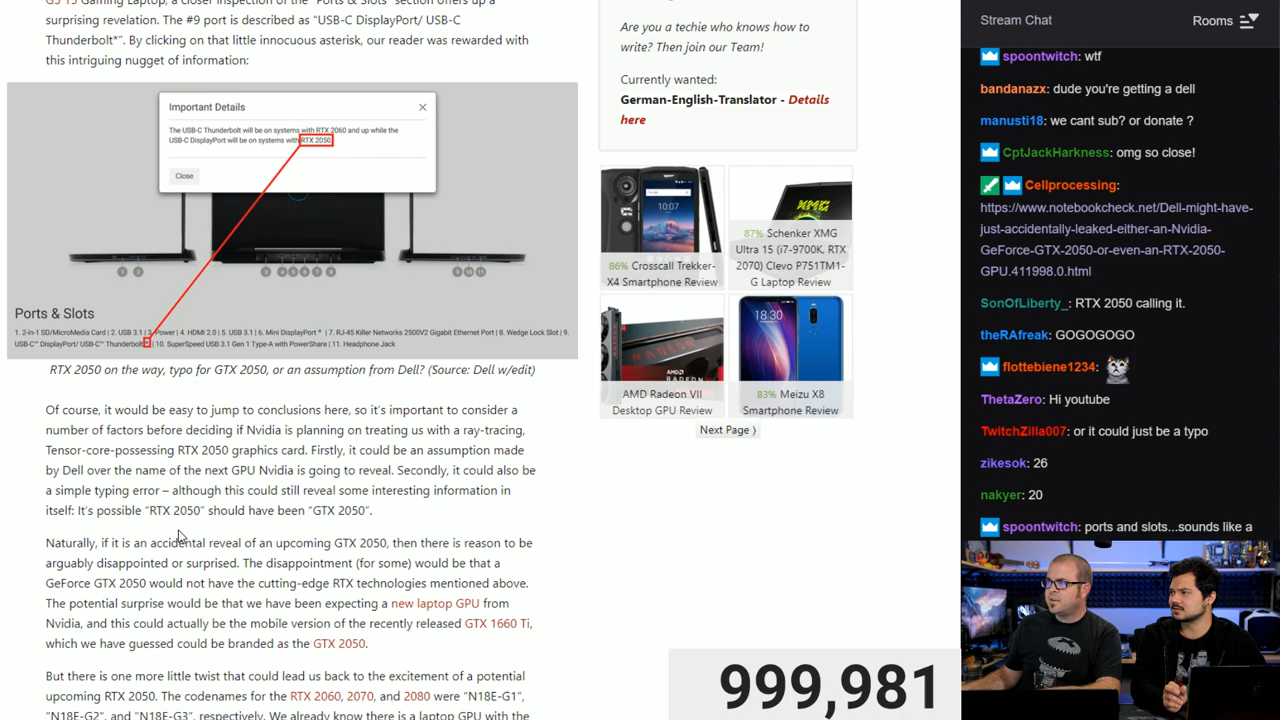 G5 15 Gaming Laptop, a closer inspection of the "Ports & Slots" section offers up a
surprising revelation. The #9 port is described as "USB-C DisplayPort/ USB-C
Thunderbolt*". By clicking on that little innocuous asterisk, our reader was rewarded with
this intriguing nugget of information:
Important Details
The USB-C Thunderbolt will be on systems with RTX 2060 and up while the
USB-C DisplayPort will be on systems with RTX 2050.
Close
1 2 3 4 5 6 7 8 9 10 11
Ports & Slots
1. 2-in-1 SD/MicroMedia Card | 2. USB 3.1 | 3. Power | 4. HDMI 2.0 | 5. USB 3.1 | 6. Mini DisplayPort * | 7. RJ-45 Killer Networks 2500V2 Gigabit Ethernet Port | 8. Wedge Lock Slot | 9.
USB-C™ DisplayPort/ USB-C™ Thunderbolt * | 10. SuperSpeed USB 3.1 Gen 1 Type-A with PowerShare | 11. Headphone Jack
RTX 2050 on the way, typo for GTX 2050, or an assumption from Dell? (Source: Dell w/edit)
Of course, it would be easy to jump to conclusions here, so it's important to consider a
number of factors before deciding if Nvidia is planning on treating us with a ray-tracing,
Tensor-core-possessing RTX 2050 graphics card. Firstly, it could be an assumption made
by Dell over the name of the next GPU Nvidia is going to reveal. Secondly, it could also be
a simple typing error – although this could still reveal some interesting information in
itself: It's possible "RTX 2050" should have been "GTX 2050".
Naturally, if it is an accidental reveal of an upcoming GTX 2050, then there is reason to be
arguably disappointed or surprised. The disappointment (for some) would be that a
GeForce GTX 2050 would not have the cutting-edge RTX technologies mentioned above.
The potential surprise would be that we have been expecting a new laptop GPU from
Nvidia, and this could actually be the mobile version of the recently released GTX 1660 Ti,
which we have guessed could be branded as the GTX 2050.
But there is one more little twist that could lead us back to the excitement of a potential
upcoming RTX 2050. The codenames for the RTX 2060, 2070, and 2080 were "N18E-G1",
"N18E-G2", and "N18E-G3", respectively. We already know there is a laptop GPU with the
Are you a techie who knows how to
write? Then join our Team!
Currently wanted:
German-English-Translator - Details
here
10:07
86% Crosscall Trekker-
X4 Smartphone Review
XMG
87% Schenker XMG
Ultra 15 (i7-9700K, RTX
2070) Clevo P751TM1-
G Laptop Review
RADEON
AMD Radeon VII
Desktop GPU Review
18:30
83% Meizu X8
Smartphone Review
Next Page ⟩
999,981
Stream Chat
Rooms
spoontwitch: wtf
bandanazx: dude you're getting a dell
manusti18: we cant sub? or donate ?
CptJackHarkness: omg so close!
Cellprocessing:
https://www.notebookcheck.net/Dell-might-have-
just-accidentally-leaked-either-an-Nvidia-
GeForce-GTX-2050-or-even-an-RTX-2050-
GPU.411998.0.html
SonOfLiberty_: RTX 2050 calling it.
theRAfreak: GOGOGOGO
flottebiene1234:
ThetaZero: Hi youtube
TwitchZilla007: or it could just be a typo
zikesok: 26
nakyer: 20
spoontwitch: ports and slots...sounds like a